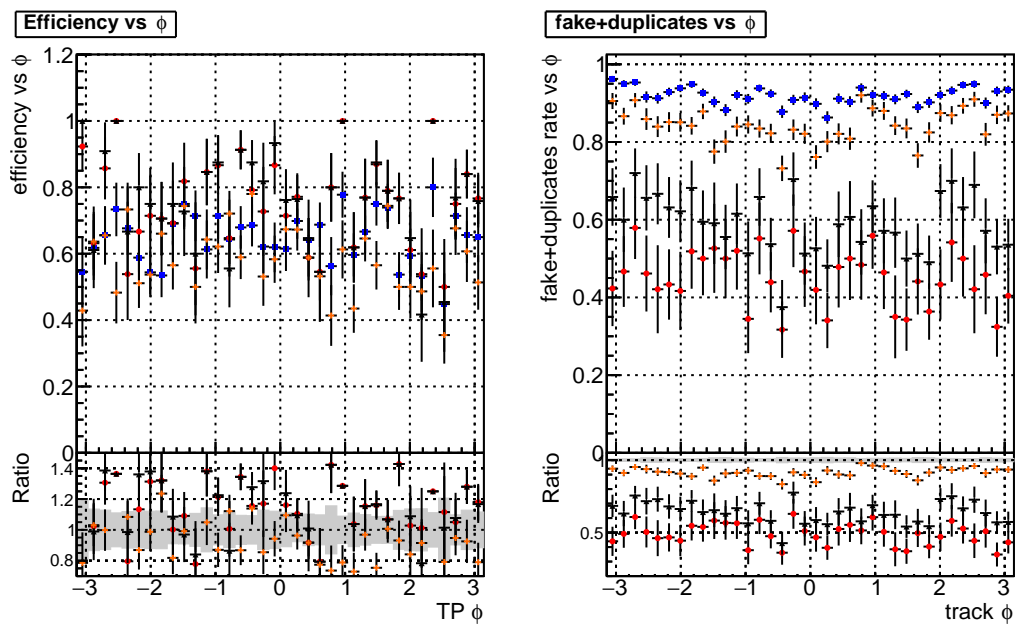 Efficiency vs ϕ
efficiency vs ϕ
1.2
1
0.8
0.6
0.4
0.2
0
Ratio
1.4
1.2
1
0.8
−3 −2 −1 0 1 2 3
TP ϕ
fake+duplicates vs ϕ
fake+duplicates rate vs ϕ
1
0.8
0.6
0.4
0.2
0
Ratio
0.5
−3 −2 −1 0 1 2 3
track ϕ